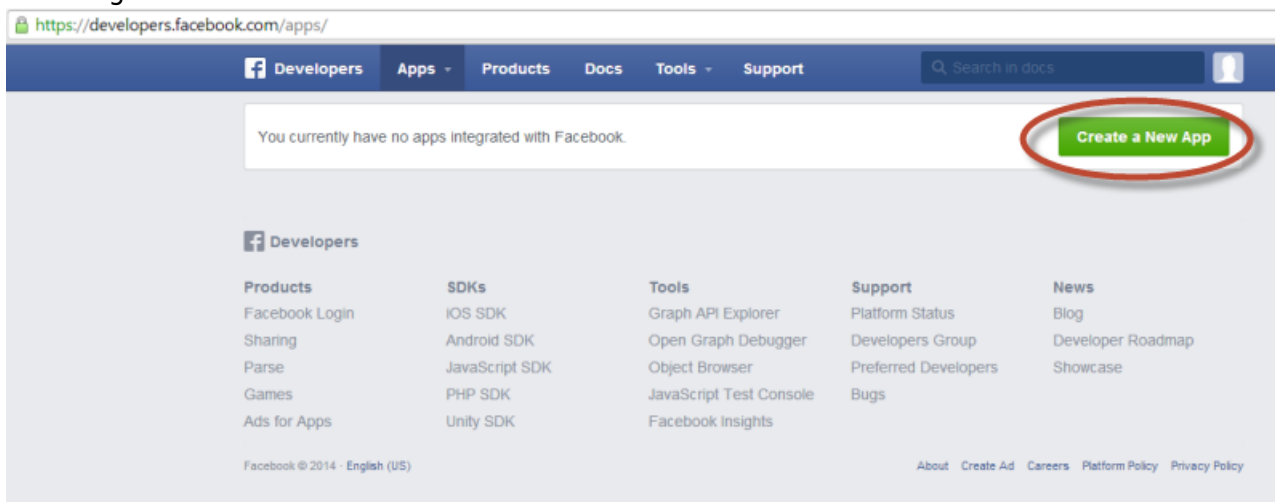 https://developers.facebook.com/apps/
Developers Apps Products Docs Tools Support Search in docs
You currently have no apps integrated with Facebook. Create a New App
Developers
Products SDKs Tools Support News
Facebook Login iOS SDK Graph API Explorer Platform Status Blog
Sharing Android SDK Open Graph Debugger Developers Group Developer Roadmap
Parse JavaScript SDK Object Browser Preferred Developers Showcase
Games PHP SDK JavaScript Test Console Bugs
Ads for Apps Unity SDK Facebook Insights
Facebook © 2014 · English (US) About Create Ad Careers Platform Policy Privacy Policy